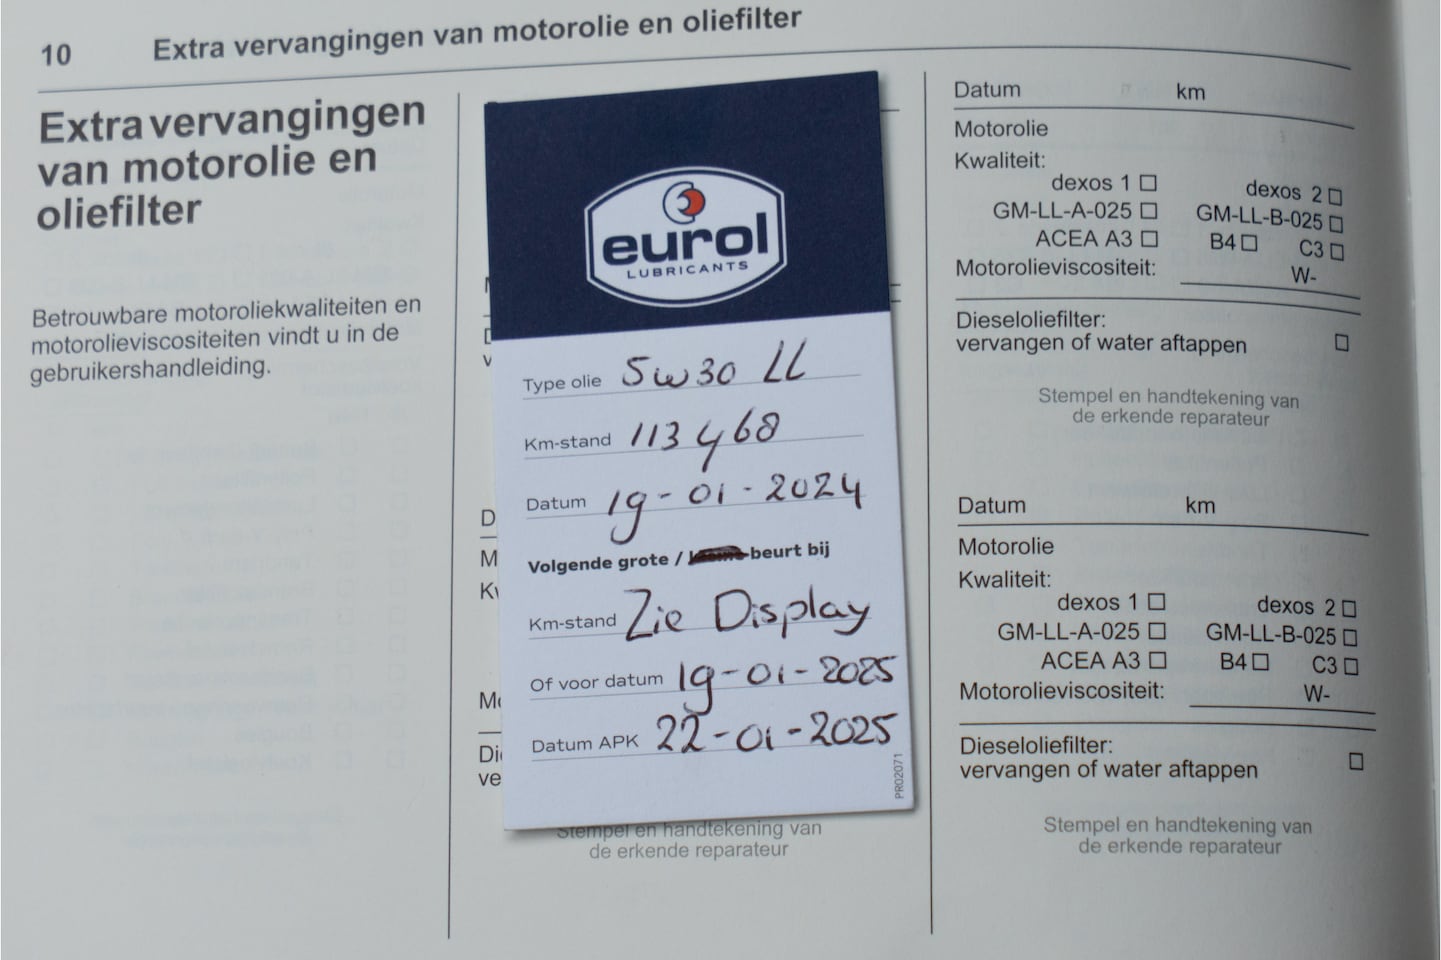 10
Extra vervangingen van motorolie en oliefilter
Extra vervangingen
van motorolie en
oliefilter
Betrouwbare motoroliekwaliteiten en
motorolieviscositeiten vindt u in de
gebruikershandleiding.
eurol
LUBRICANTS
Type olie 5w30 LL
Km-stand 113468
Datum 19-01-2024
Volgende grote / beurt bij
Km-stand Zie Display
Of voor datum 19-01-2025
Datum APK 22-01-2025
PR02071
Stempel en handtekening van
de erkende reparateur
Datum km
Motorolie
Kwaliteit:
dexos 1 ☐ dexos 2 ☐
GM-LL-A-025 ☐ GM-LL-B-025 ☐
ACEA A3 ☐ B4 ☐ C3 ☐
Motorolieviscositeit: W-
Dieseloliefilter:
vervangen of water aftappen ☐
Stempel en handtekening van
de erkende reparateur
Datum km
Motorolie
Kwaliteit:
dexos 1 ☐ dexos 2 ☐
GM-LL-A-025 ☐ GM-LL-B-025 ☐
ACEA A3 ☐ B4 ☐ C3 ☐
Motorolieviscositeit: W-
Dieseloliefilter:
vervangen of water aftappen ☐
Stempel en handtekening van
de erkende reparateur